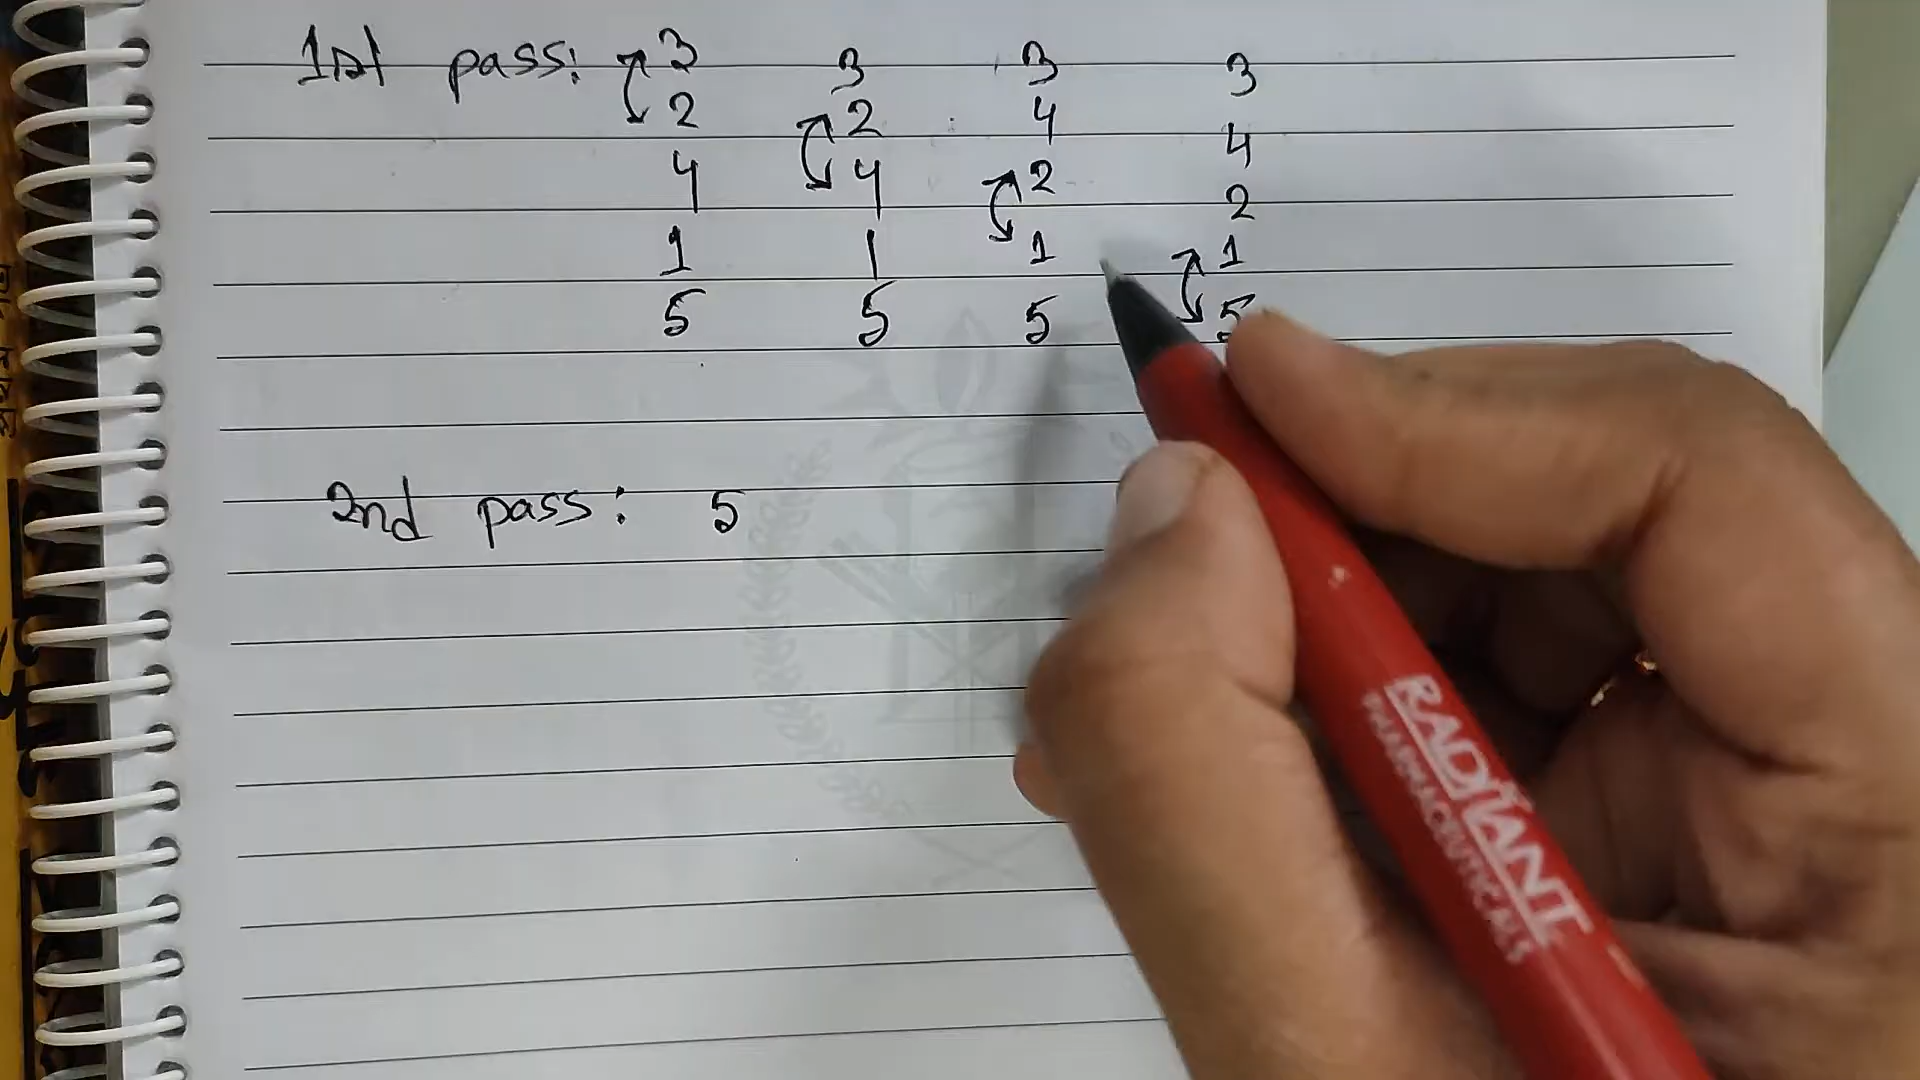 1st pass: 3 3 3 3
2 2 4 4
4 4 2 2
1 1 1 1
5 5 5 5
2nd pass: 5
RADIANT
PHARMACEUTICALS